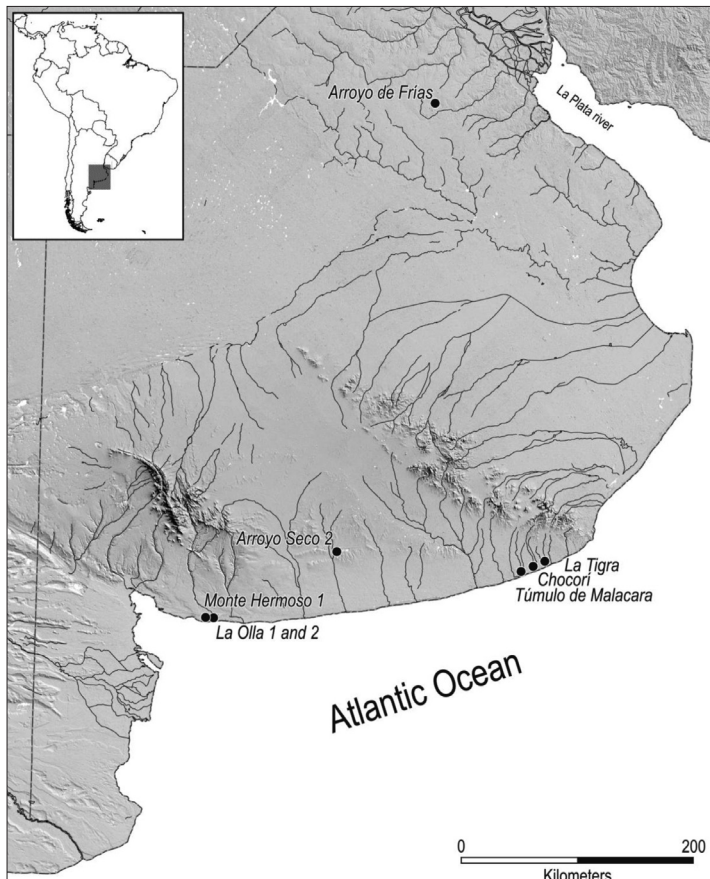 Arroyo de Frías
La Plata river
Arroyo Seco 2
La Tigra
Chocorí
Túmulo de Malacara
Monte Hermoso 1
La Olla 1 and 2
Atlantic Ocean
0 200
Kilometers